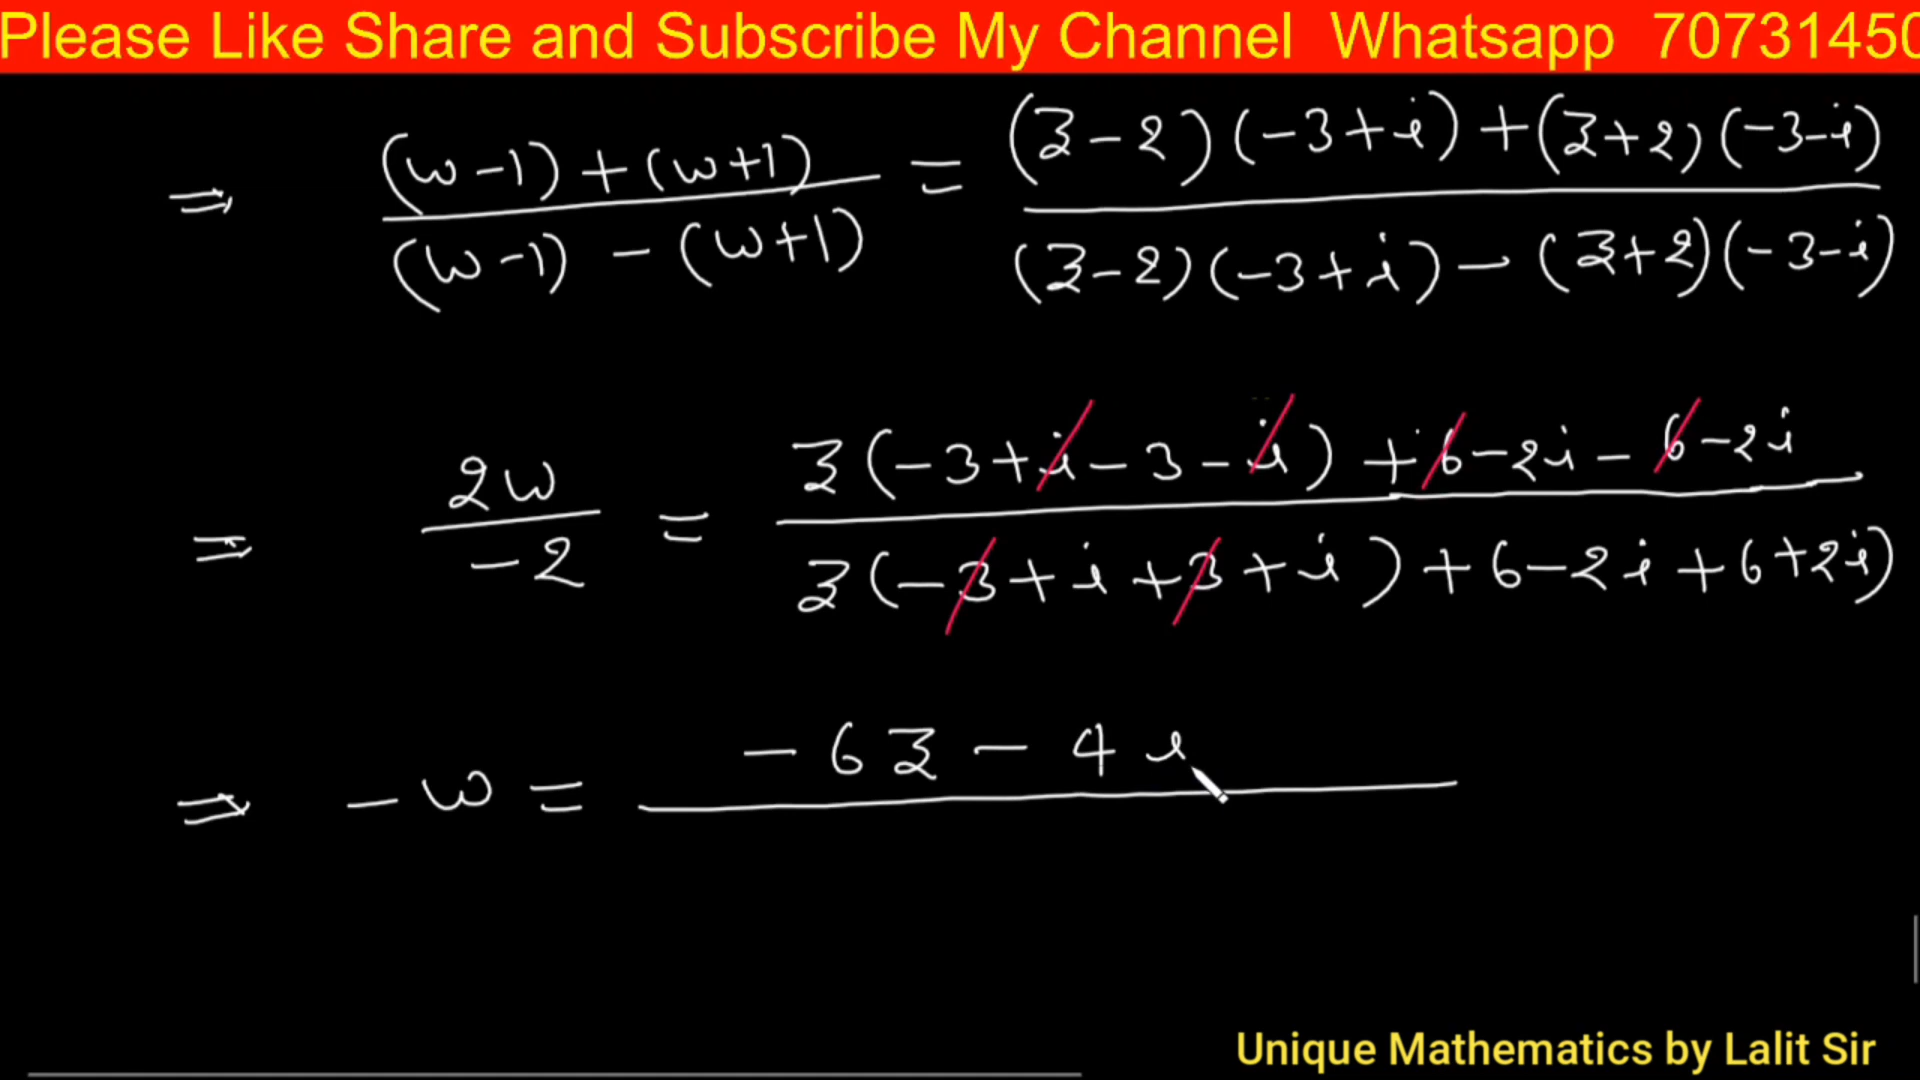 Please Like Share and Subscribe My Channel Whatsapp 7073145
⇒ ((w-1)+(w+1))/((w-1)-(w+1)) = ((z-2)(-3+i)+(z+2)(-3-i))/((z-2)(-3+i)-(z+2)(-3-i))
⇒ 2w/-2 = (z(-3+i-3-i)+6-2i-6-2i)/(z(-3+i+3+i)+6-2i+6+2i)
⇒ -w = -6z-4i
Unique Mathematics by Lalit Sir